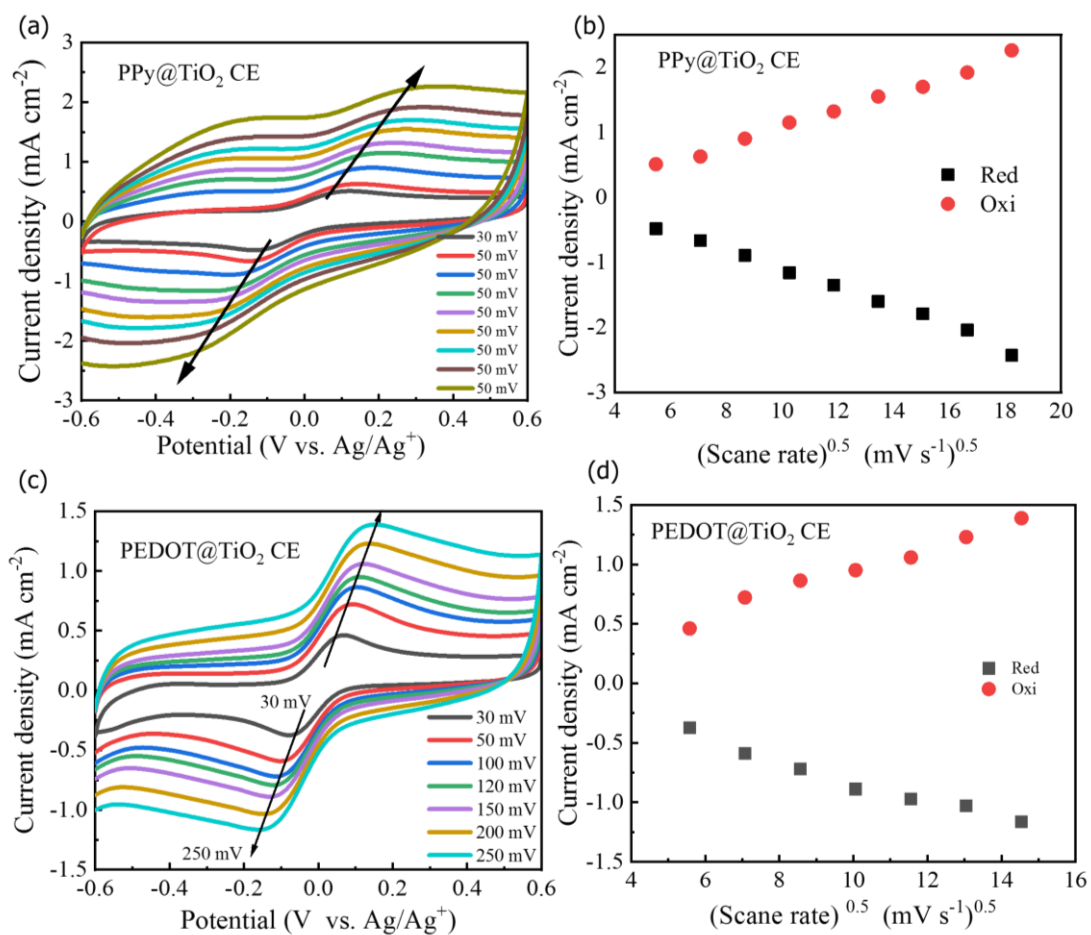 (a)
PPy@TiO2 CE
3
2
1
0
-1
-2
-3
Current density (mA cm-2)
30 mV
50 mV
50 mV
50 mV
50 mV
50 mV
50 mV
50 mV
50 mV
-0.6
-0.4
-0.2
0.0
0.2
0.4
0.6
Potential (V vs. Ag/Ag+)
(b)
PPy@TiO2 CE
2
1
0
-1
-2
-3
Current density (mA cm-2)
Red
Oxi
4
6
8
10
12
14
16
18
20
(Scane rate)0.5 (mV s-1)0.5
(c)
PEDOT@TiO2 CE
1.5
1.0
0.5
0.0
-0.5
-1.0
-1.5
Current density (mA cm-2)
30 mV
250 mV
30 mV
50 mV
100 mV
120 mV
150 mV
200 mV
250 mV
-0.6
-0.4
-0.2
0.0
0.2
0.4
0.6
Potential (V vs. Ag/Ag+)
(d)
PEDOT@TiO2 CE
1.5
1.0
0.5
0.0
-0.5
-1.0
-1.5
Current density (mA cm-2)
Red
Oxi
4
6
8
10
12
14
16
(Scane rate) 0.5 (mV s-1)0.5